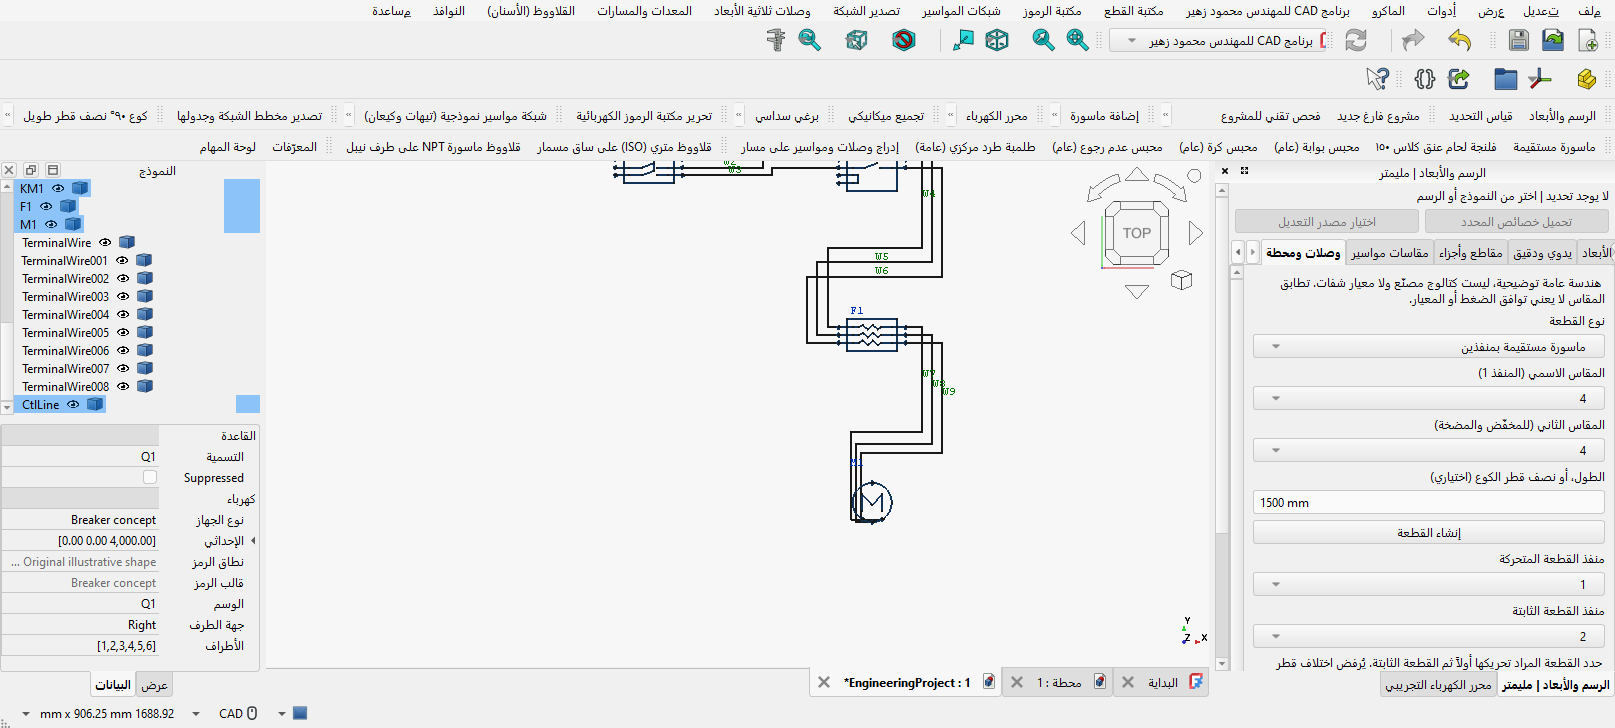 ملف عرض تعديل أدوات الماكرو برنامج CAD للمهندس محمود زهير مكتبة القطع مكتبة الرموز شبكات المواسير تصدير الشبكة وصلات ثلاثية الأبعاد المعدات والمسارات القلاووظ (الأسنان) النوافذ مساعدة
برنامج CAD للمهندس محمود زهير
الرسم والأبعاد قياس التحديد مشروع فارغ جديد فحص تقني للمشروع إضافة ماسورة محرر الكهرباء تجميع ميكانيكي برغي سداسي تحرير مكتبة الرموز الكهربائية شبكة مواسير نموذجية (تيهات وكيعان) تصدير مخطط الشبكة وجدولها كوع ٩٠° نصف قطر طويل
ماسورة مستقيمة فلنجة لحام عنق كلاس ١٥٠ محبس بوابة (عام) محبس كرة (عام) محبس عدم رجوع (عام) طلمبة طرد مركزي (عامة) إدراج وصلات ومواسير على مسار قلاووظ متري (ISO) على ساق مسمار قلاووظ ماسورة NPT على طرف نيبل المعرّفات لوحة المهام
النموذج
KM1
F1
M1
TerminalWire
TerminalWire001
TerminalWire002
TerminalWire003
TerminalWire004
TerminalWire005
TerminalWire006
TerminalWire007
TerminalWire008
CtlLine
القاعدة
التسمية Q1
Suppressed
كهرباء
نوع الجهاز Breaker concept
الإحداثي [0.00 0.00 4,000.00]
نطاق الرمز Original illustrative shape ...
قالب الرمز Breaker concept
الوسم Q1
جهة الطرف Right
الأطراف [1,2,3,4,5,6]
عرض البيانات
W2
W3
W4
W5
W6
F1
W7
W8
W9
M
TOP
Y
Z X
الرسم والأبعاد | مليمتر
لا يوجد تحديد | اختر من النموذج أو الرسم
تحميل خصائص المحدد اختيار مصدر التعديل
الأبعاد يدوي ودقيق مقاطع وأجزاء مقاسات مواسير وصلات ومحطة
هندسة عامة توضيحية، ليست كتالوج مصنّع ولا معيار شفات. تطابق
المقاس لا يعني توافق الضغط أو المعيار.
نوع القطعة
ماسورة مستقيمة بمنفذين
المقاس الاسمي (المنفذ 1)
4
المقاس الثاني (للمخفّض والمضخة)
4
الطول، أو نصف قطر الكوع (اختياري)
1500 mm
إنشاء القطعة
منفذ القطعة المتحركة
1
منفذ القطعة الثابتة
2
حدد القطعة المراد تحريكها أولاً ثم القطعة الثابتة. يُرفض اختلاف قطر
الرسم والأبعاد | مليمتر محرر الكهرباء التجريبي
البداية
محطة : 1
EngineeringProject : 1*
mm x 906.25 mm 1688.92 CAD